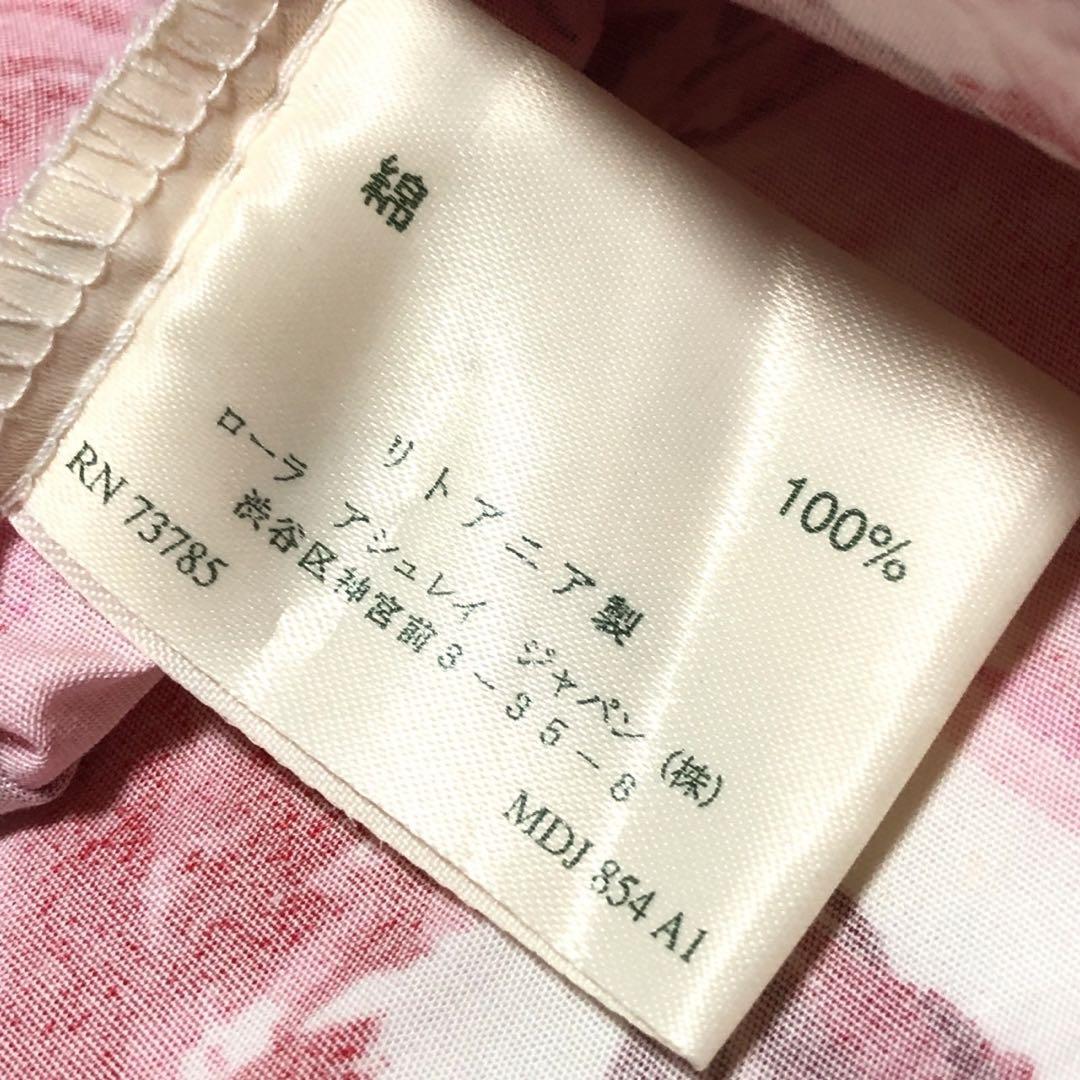 綿 100%
リトアニア製
ローラ アシュレイ ジャパン (株)
渋谷区神宮前3-35-8
RN 73785 MDJ 854 A1